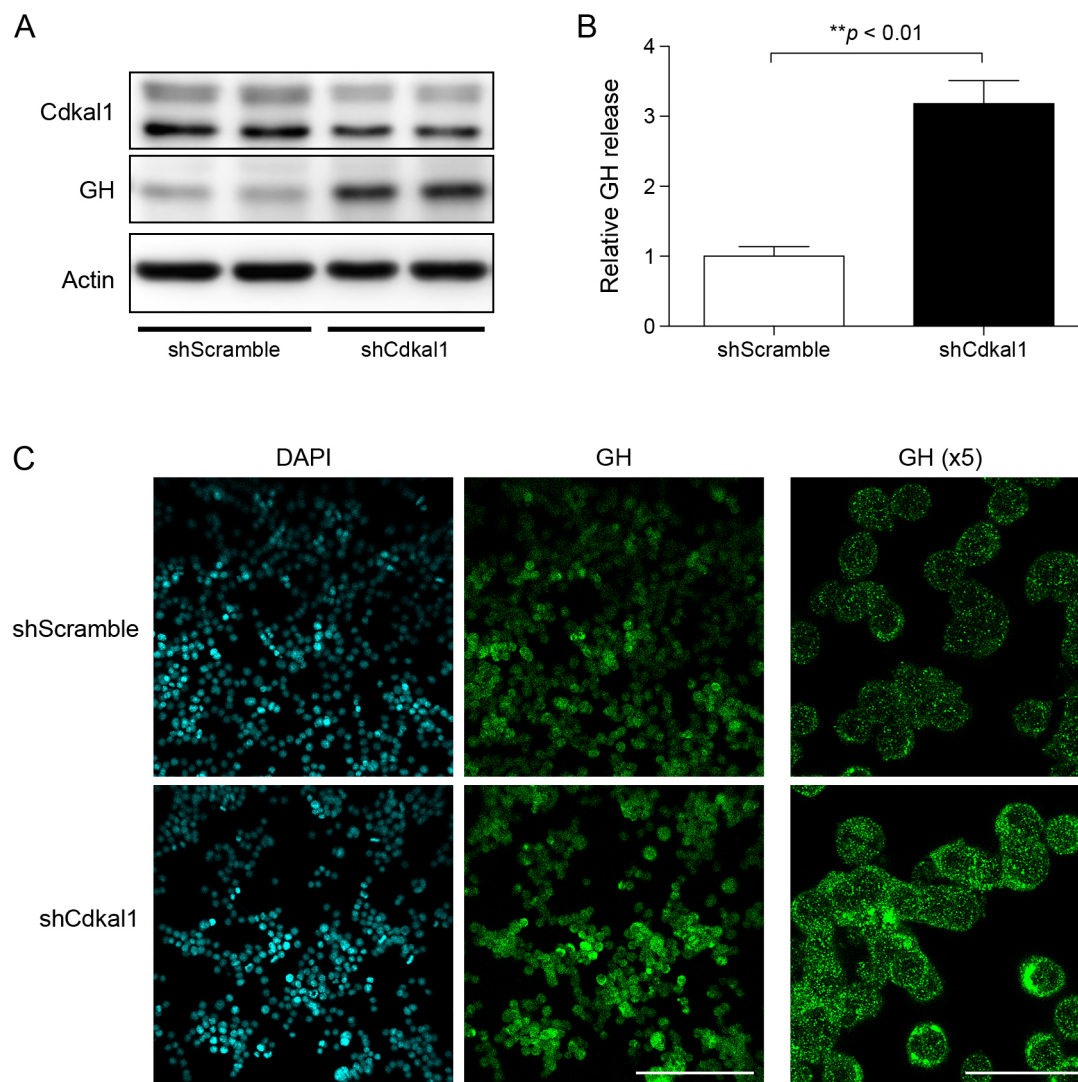 A
Cdkal1
GH
Actin
shScramble shCdkal1
B
**p < 0.01
Relative GH release
4
3
2
1
0
shScramble shCdkal1
C
DAPI GH GH (x5)
shScramble
shCdkal1